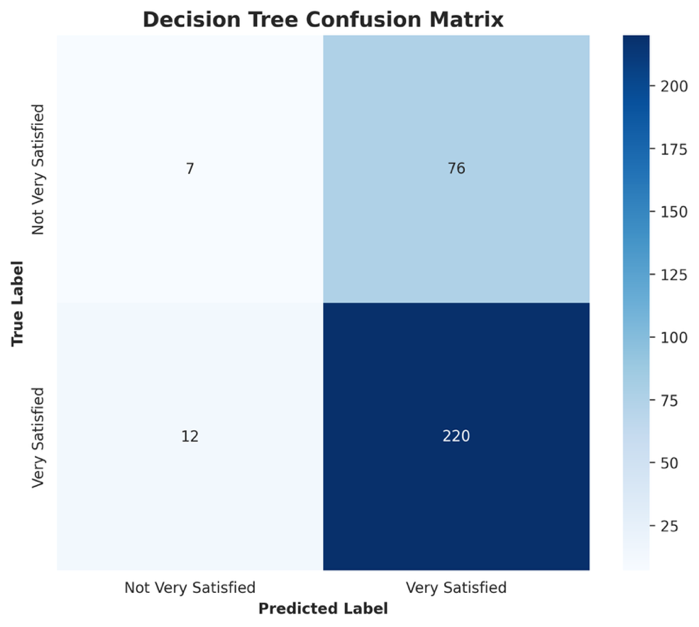 Decision Tree Confusion Matrix
True Label
Not Very Satisfied
7
76
Very Satisfied
12
220
Not Very Satisfied
Very Satisfied
Predicted Label
200
175
150
125
100
75
50
25